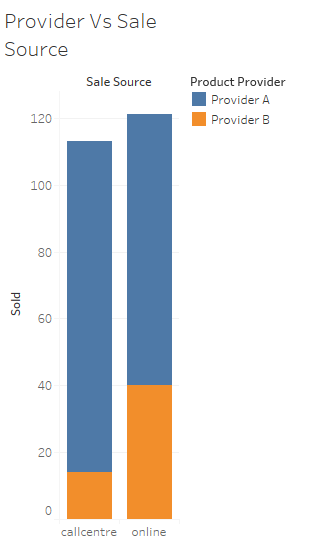 Provider Vs Sale
Source
Sale Source
Product Provider
Provider A
Provider B
120
100
80
60
40
20
0
Sold
callcentre
online